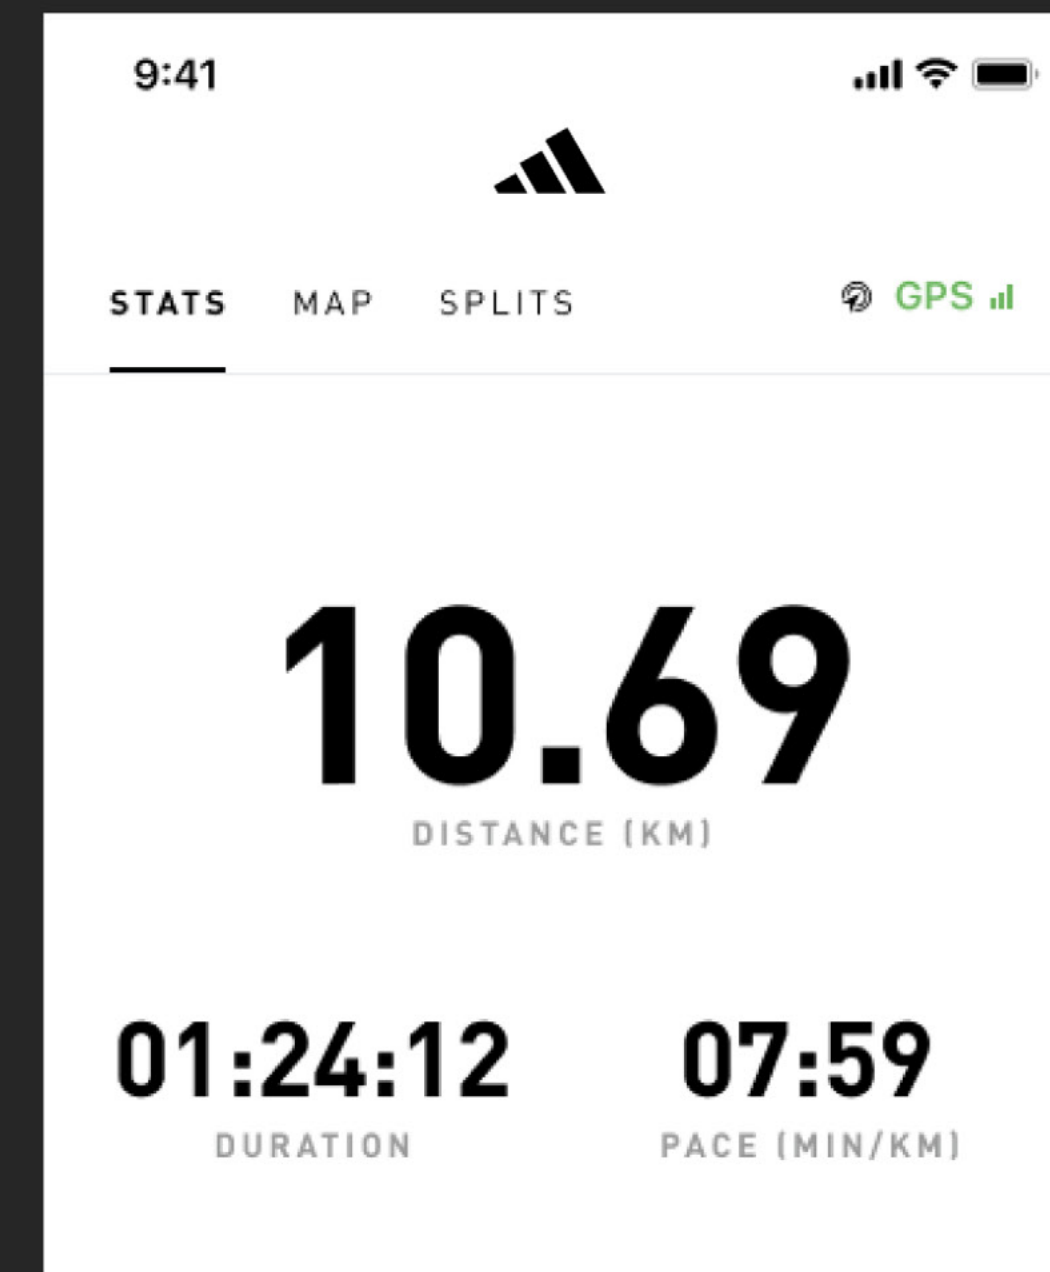 9:41
STATS MAP SPLITS GPS
10.69
DISTANCE (KM)
01:24:12 07:59
DURATION PACE (MIN/KM)